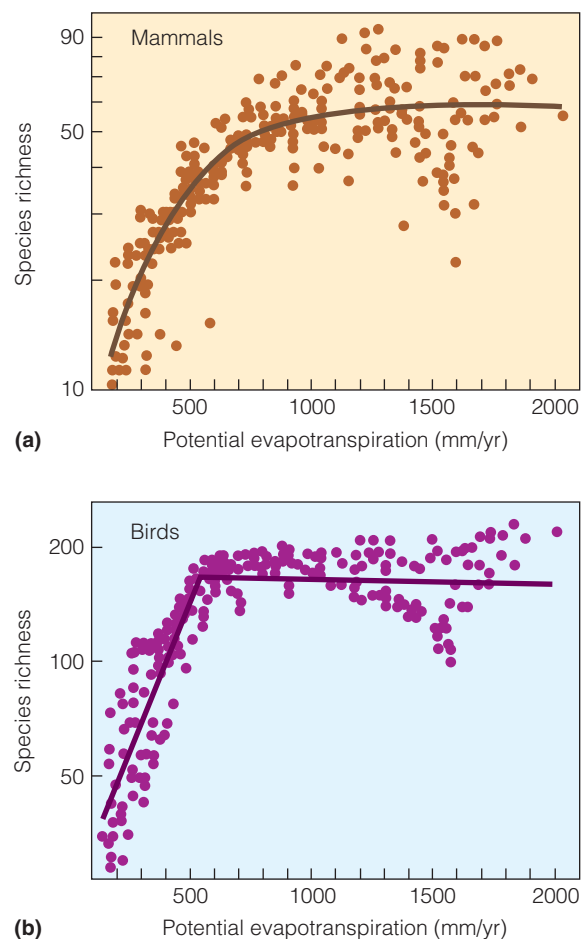 90
Mammals
50
Species richness
10
500
1000
1500
2000
(a)
Potential evapotranspiration (mm/yr)
200
Birds
100
Species richness
50
500
1000
1500
2000
(b)
Potential evapotranspiration (mm/yr)